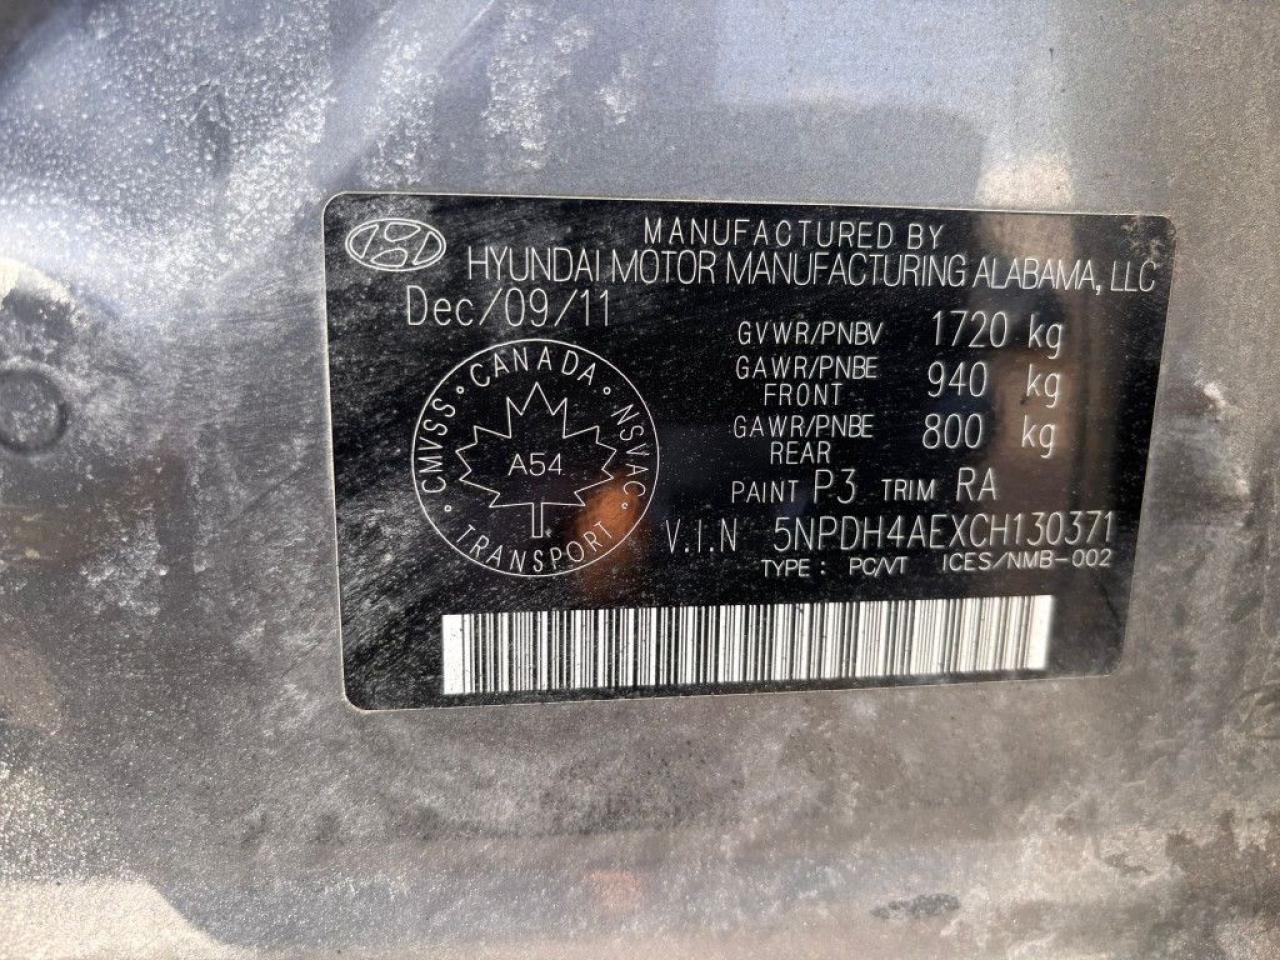 MANUFACTURED BY
HYUNDAI MOTOR MANUFACTURING ALABAMA, LLC
Dec/09/11
GVWR/PNBV 1720 kg
GAWR/PNBE FRONT 940 kg
GAWR/PNBE REAR 800 kg
PAINT P3 TRIM RA
V.I.N 5NPDH4AEXCH130371
TYPE : PC/VT ICES/NMB-002
CANADA
CMVSS NSVAC
A54
TRANSPORT